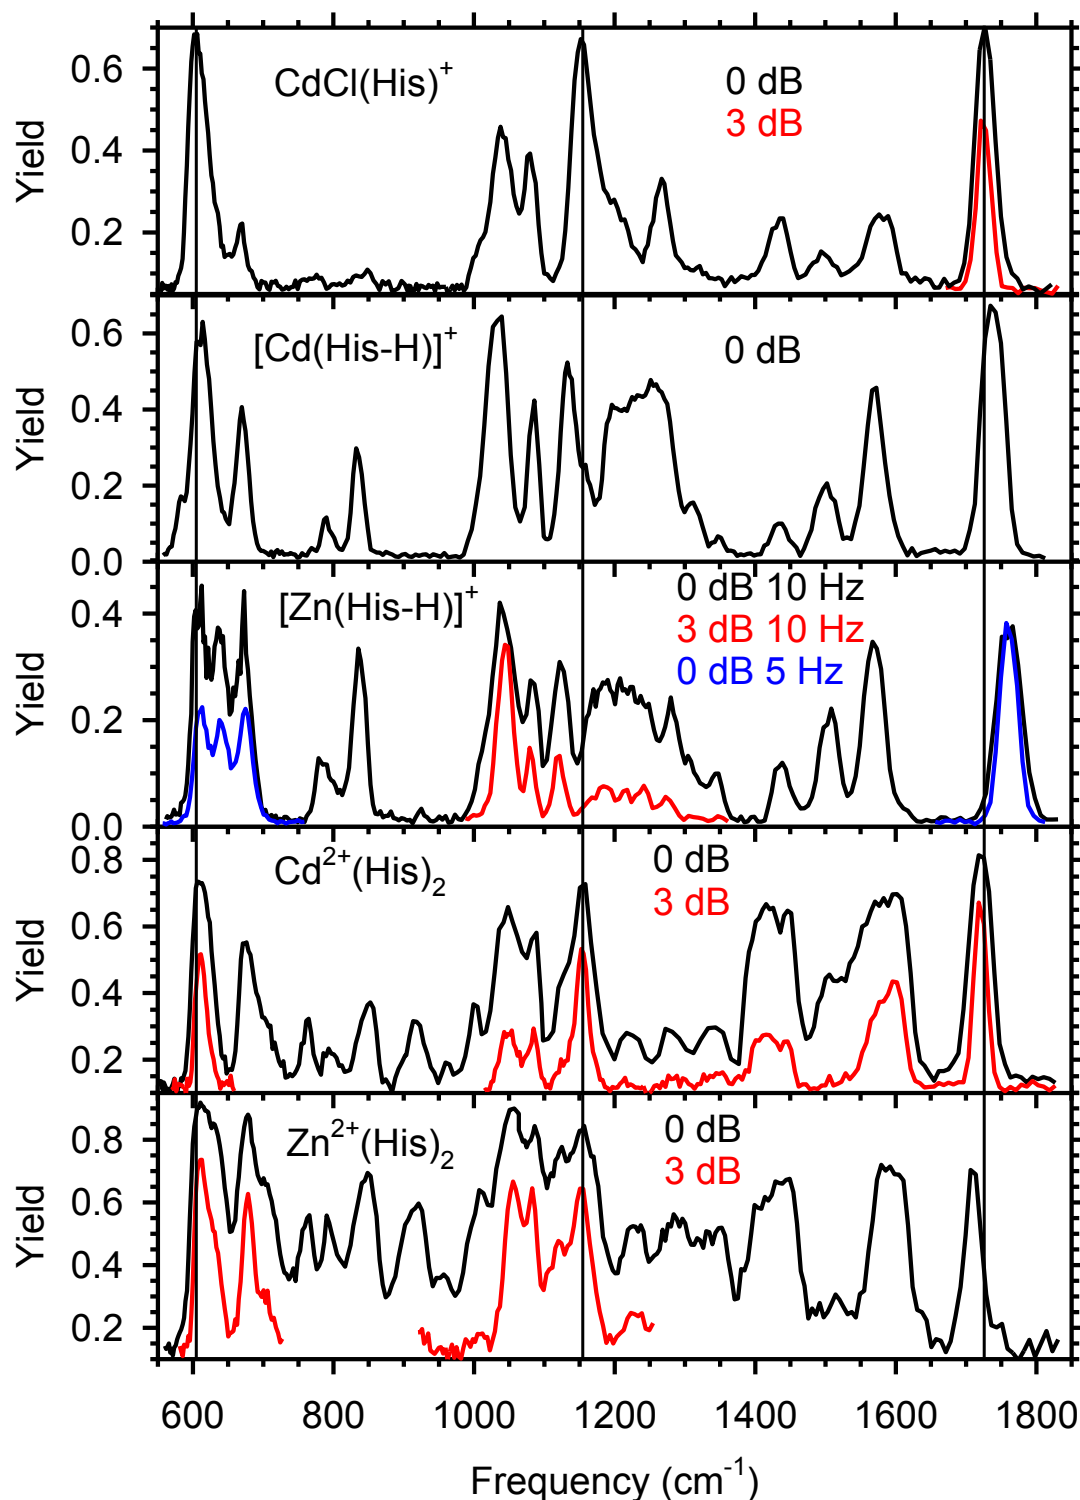 CdCl(His)+
0 dB
3 dB
Yield
0.6
0.4
0.2
[Cd(His-H)]+
0 dB
Yield
0.6
0.4
0.2
0.0
[Zn(His-H)]+
0 dB 10 Hz
3 dB 10 Hz
0 dB 5 Hz
Yield
0.4
0.2
0.0
Cd2+(His)2
0 dB
3 dB
Yield
0.8
0.6
0.4
0.2
Zn2+(His)2
0 dB
3 dB
Yield
0.8
0.6
0.4
0.2
600 800 1000 1200 1400 1600 1800
Frequency (cm-1)